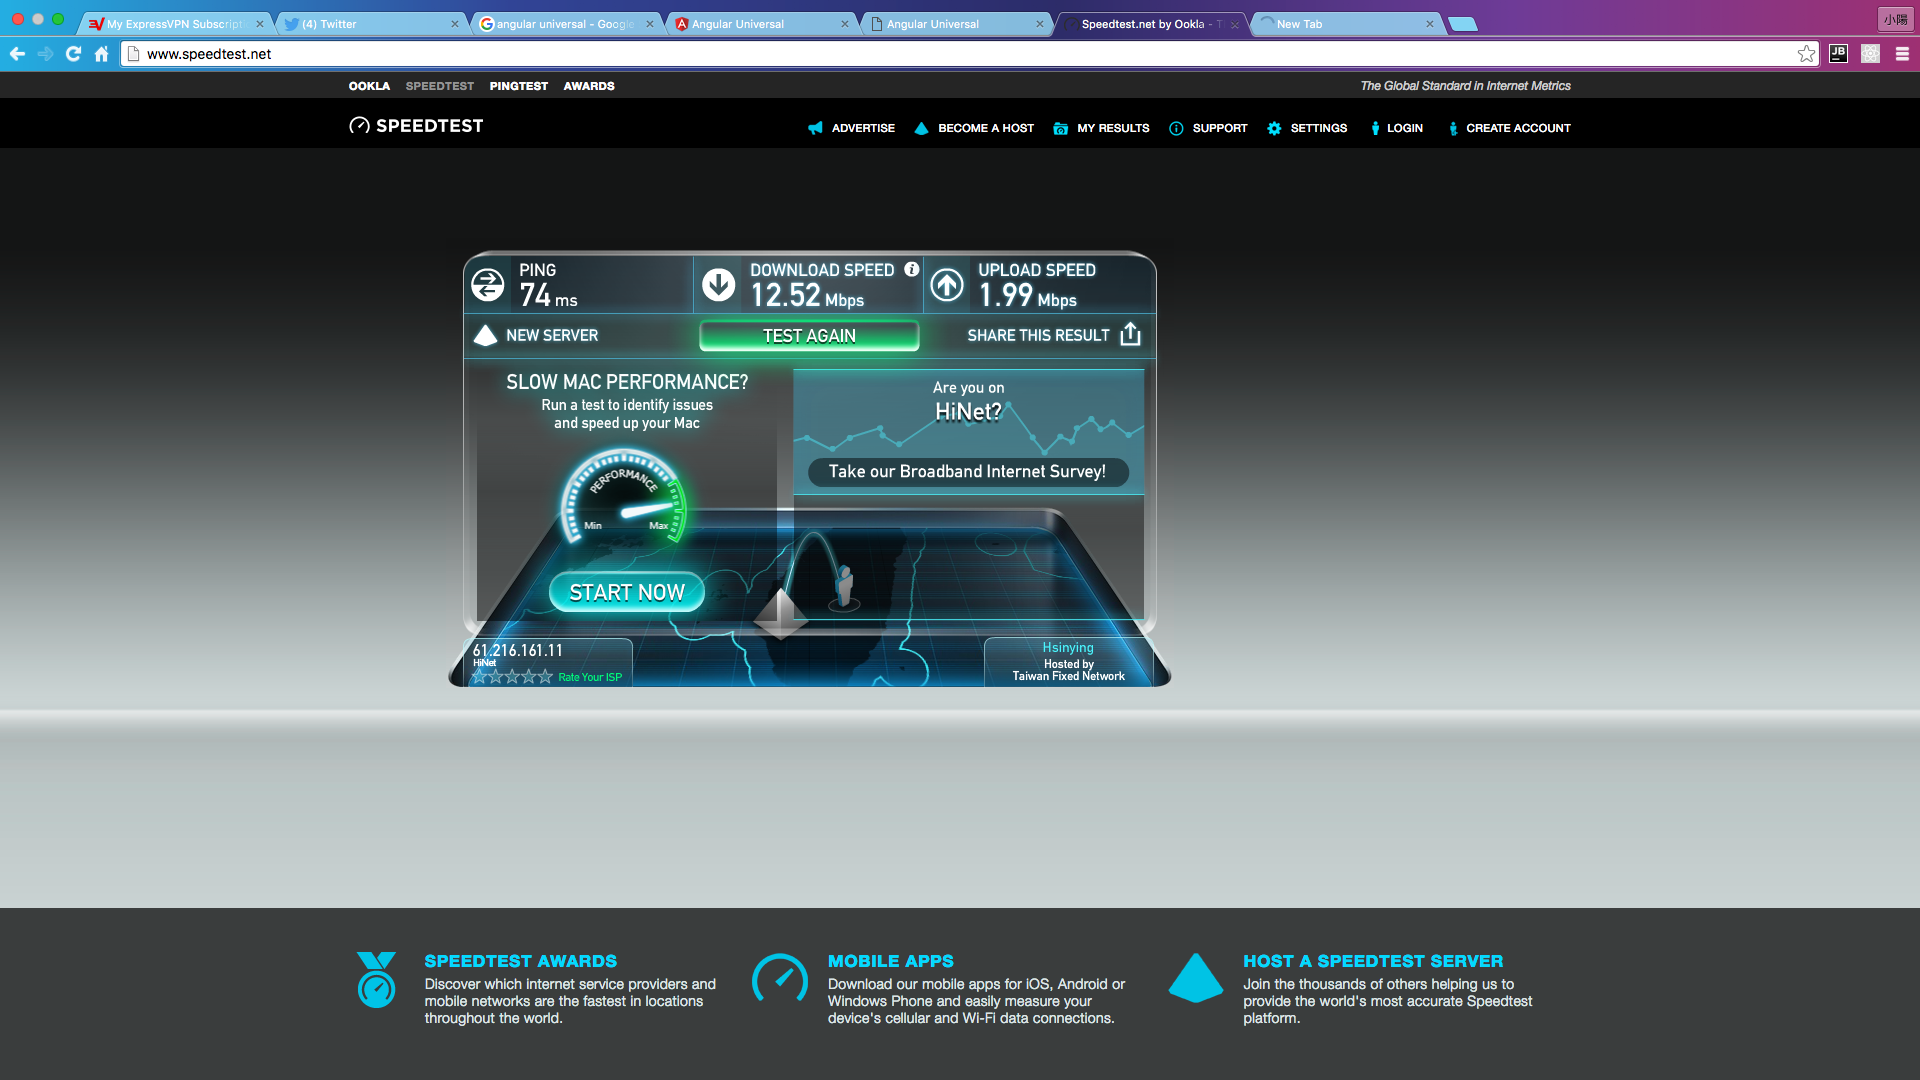 My ExpressVPN Subscripti
(4) Twitter
angular universal - Google
Angular Universal
Angular Universal
Speedtest.net by Ookla - T
New Tab
小陽
www.speedtest.net
JB
OOKLA SPEEDTEST PINGTEST AWARDS
The Global Standard in Internet Metrics
SPEEDTEST
ADVERTISE BECOME A HOST MY RESULTS SUPPORT SETTINGS LOGIN CREATE ACCOUNT
PING
74 ms
DOWNLOAD SPEED
12.52 Mbps
UPLOAD SPEED
1.99 Mbps
NEW SERVER
TEST AGAIN
SHARE THIS RESULT
SLOW MAC PERFORMANCE?
Run a test to identify issues
and speed up your Mac
PERFORMANCE
Min Max
START NOW
Are you on
HiNet?
Take our Broadband Internet Survey!
61.216.161.11
HiNet
Rate Your ISP
Hsinying
Hosted by
Taiwan Fixed Network
SPEEDTEST AWARDS
Discover which internet service providers and
mobile networks are the fastest in locations
throughout the world.
MOBILE APPS
Download our mobile apps for iOS, Android or
Windows Phone and easily measure your
device's cellular and Wi-Fi data connections.
HOST A SPEEDTEST SERVER
Join the thousands of others helping us to
provide the world's most accurate Speedtest
platform.